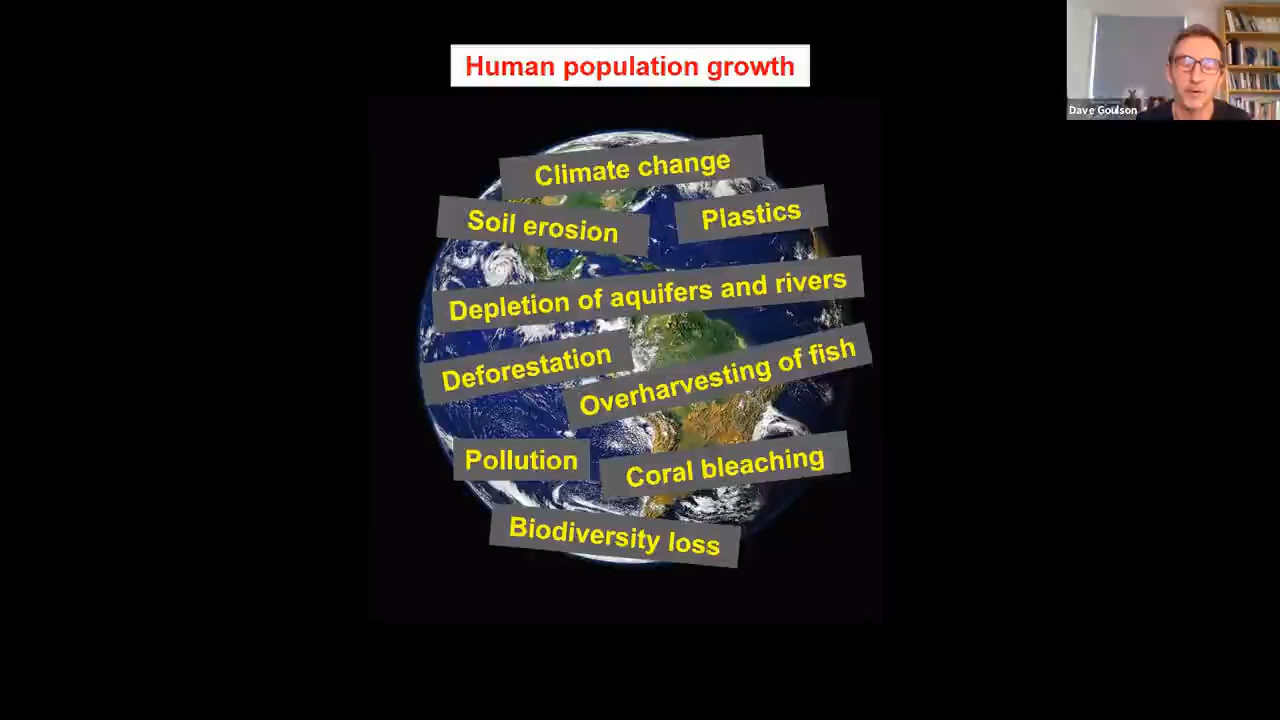 Human population growth
Dave Goulson
Climate change
Soil erosion
Plastics
Depletion of aquifers and rivers
Deforestation
Overharvesting of fish
Pollution
Coral bleaching
Biodiversity loss